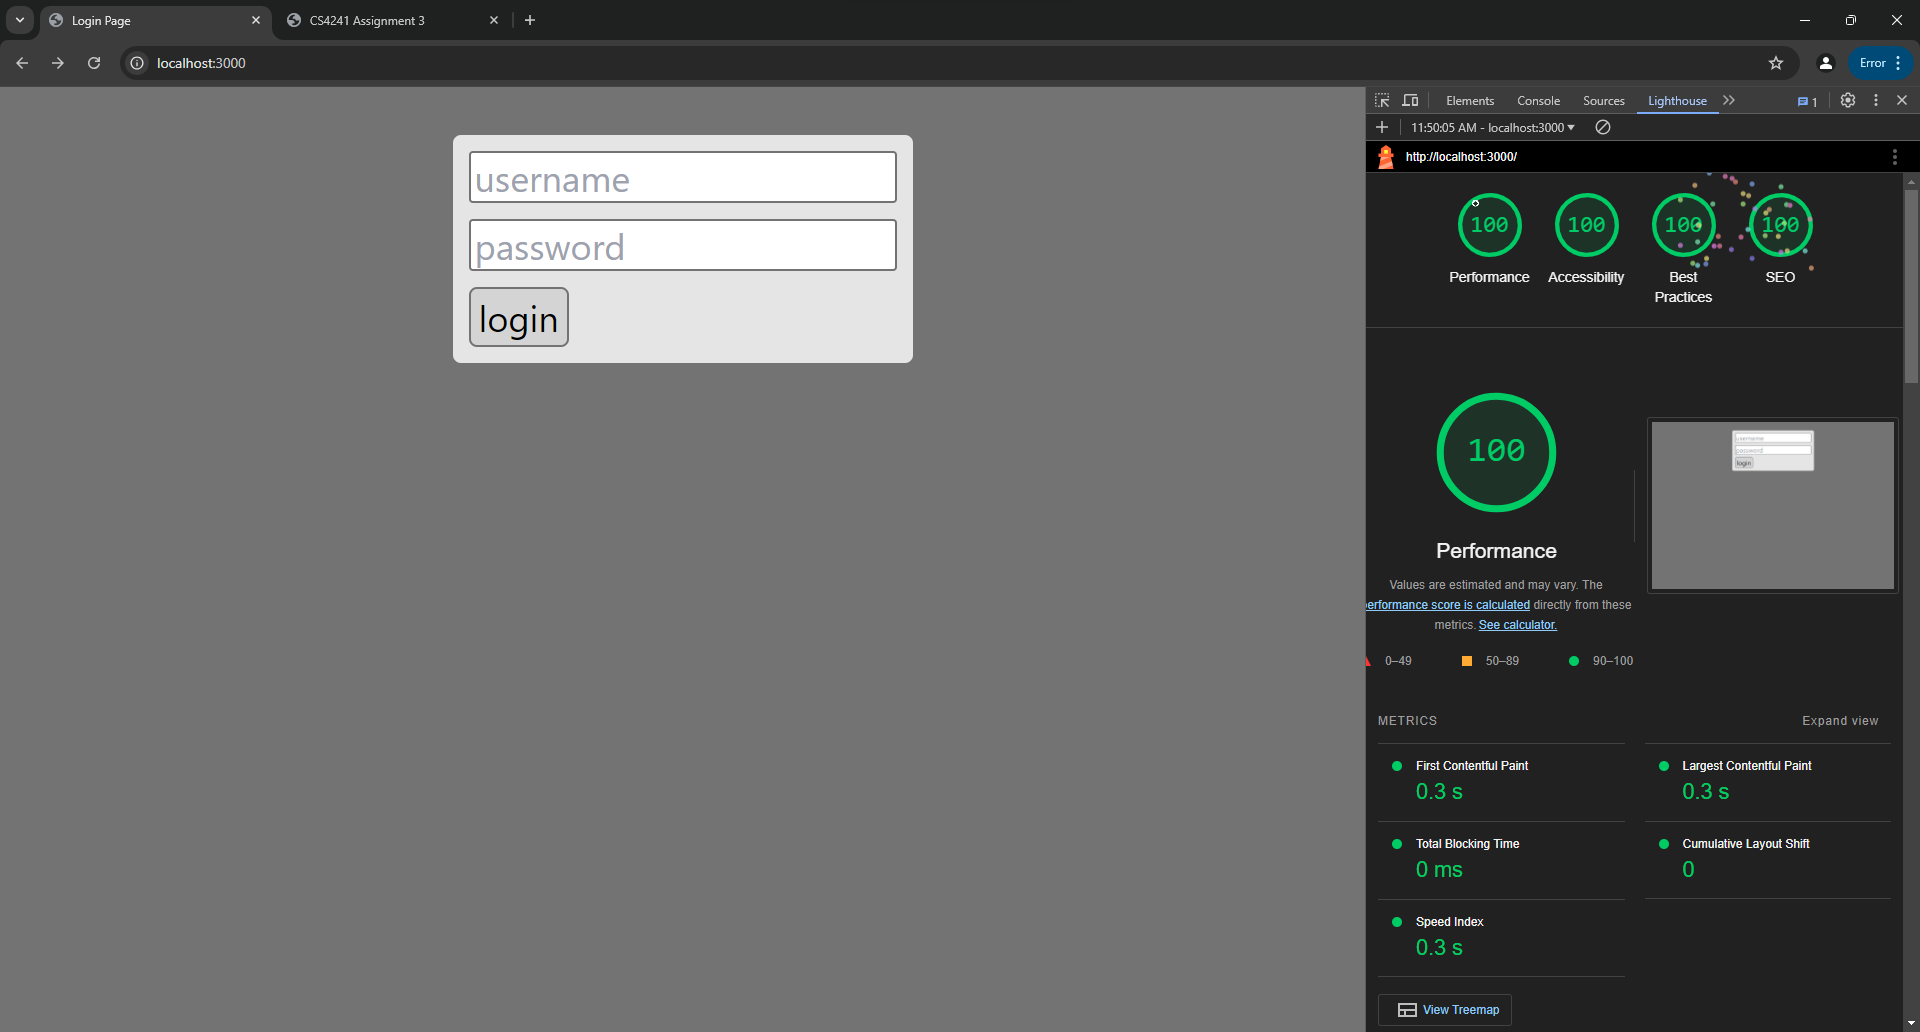 Login Page
CS4241 Assignment 3
localhost:3000
Error
username
password
login
Elements
Console
Sources
Lighthouse
1
11:50:05 AM - localhost:3000
http://localhost:3000/
100
100
100
100
Performance
Accessibility
Best
Practices
SEO
100
Performance
Values are estimated and may vary. The
erformance score is calculated directly from these
metrics. See calculator.
0–49
50–89
90–100
username
password
login
METRICS
Expand view
First Contentful Paint
0.3 s
Largest Contentful Paint
0.3 s
Total Blocking Time
0 ms
Cumulative Layout Shift
0
Speed Index
0.3 s
View Treemap